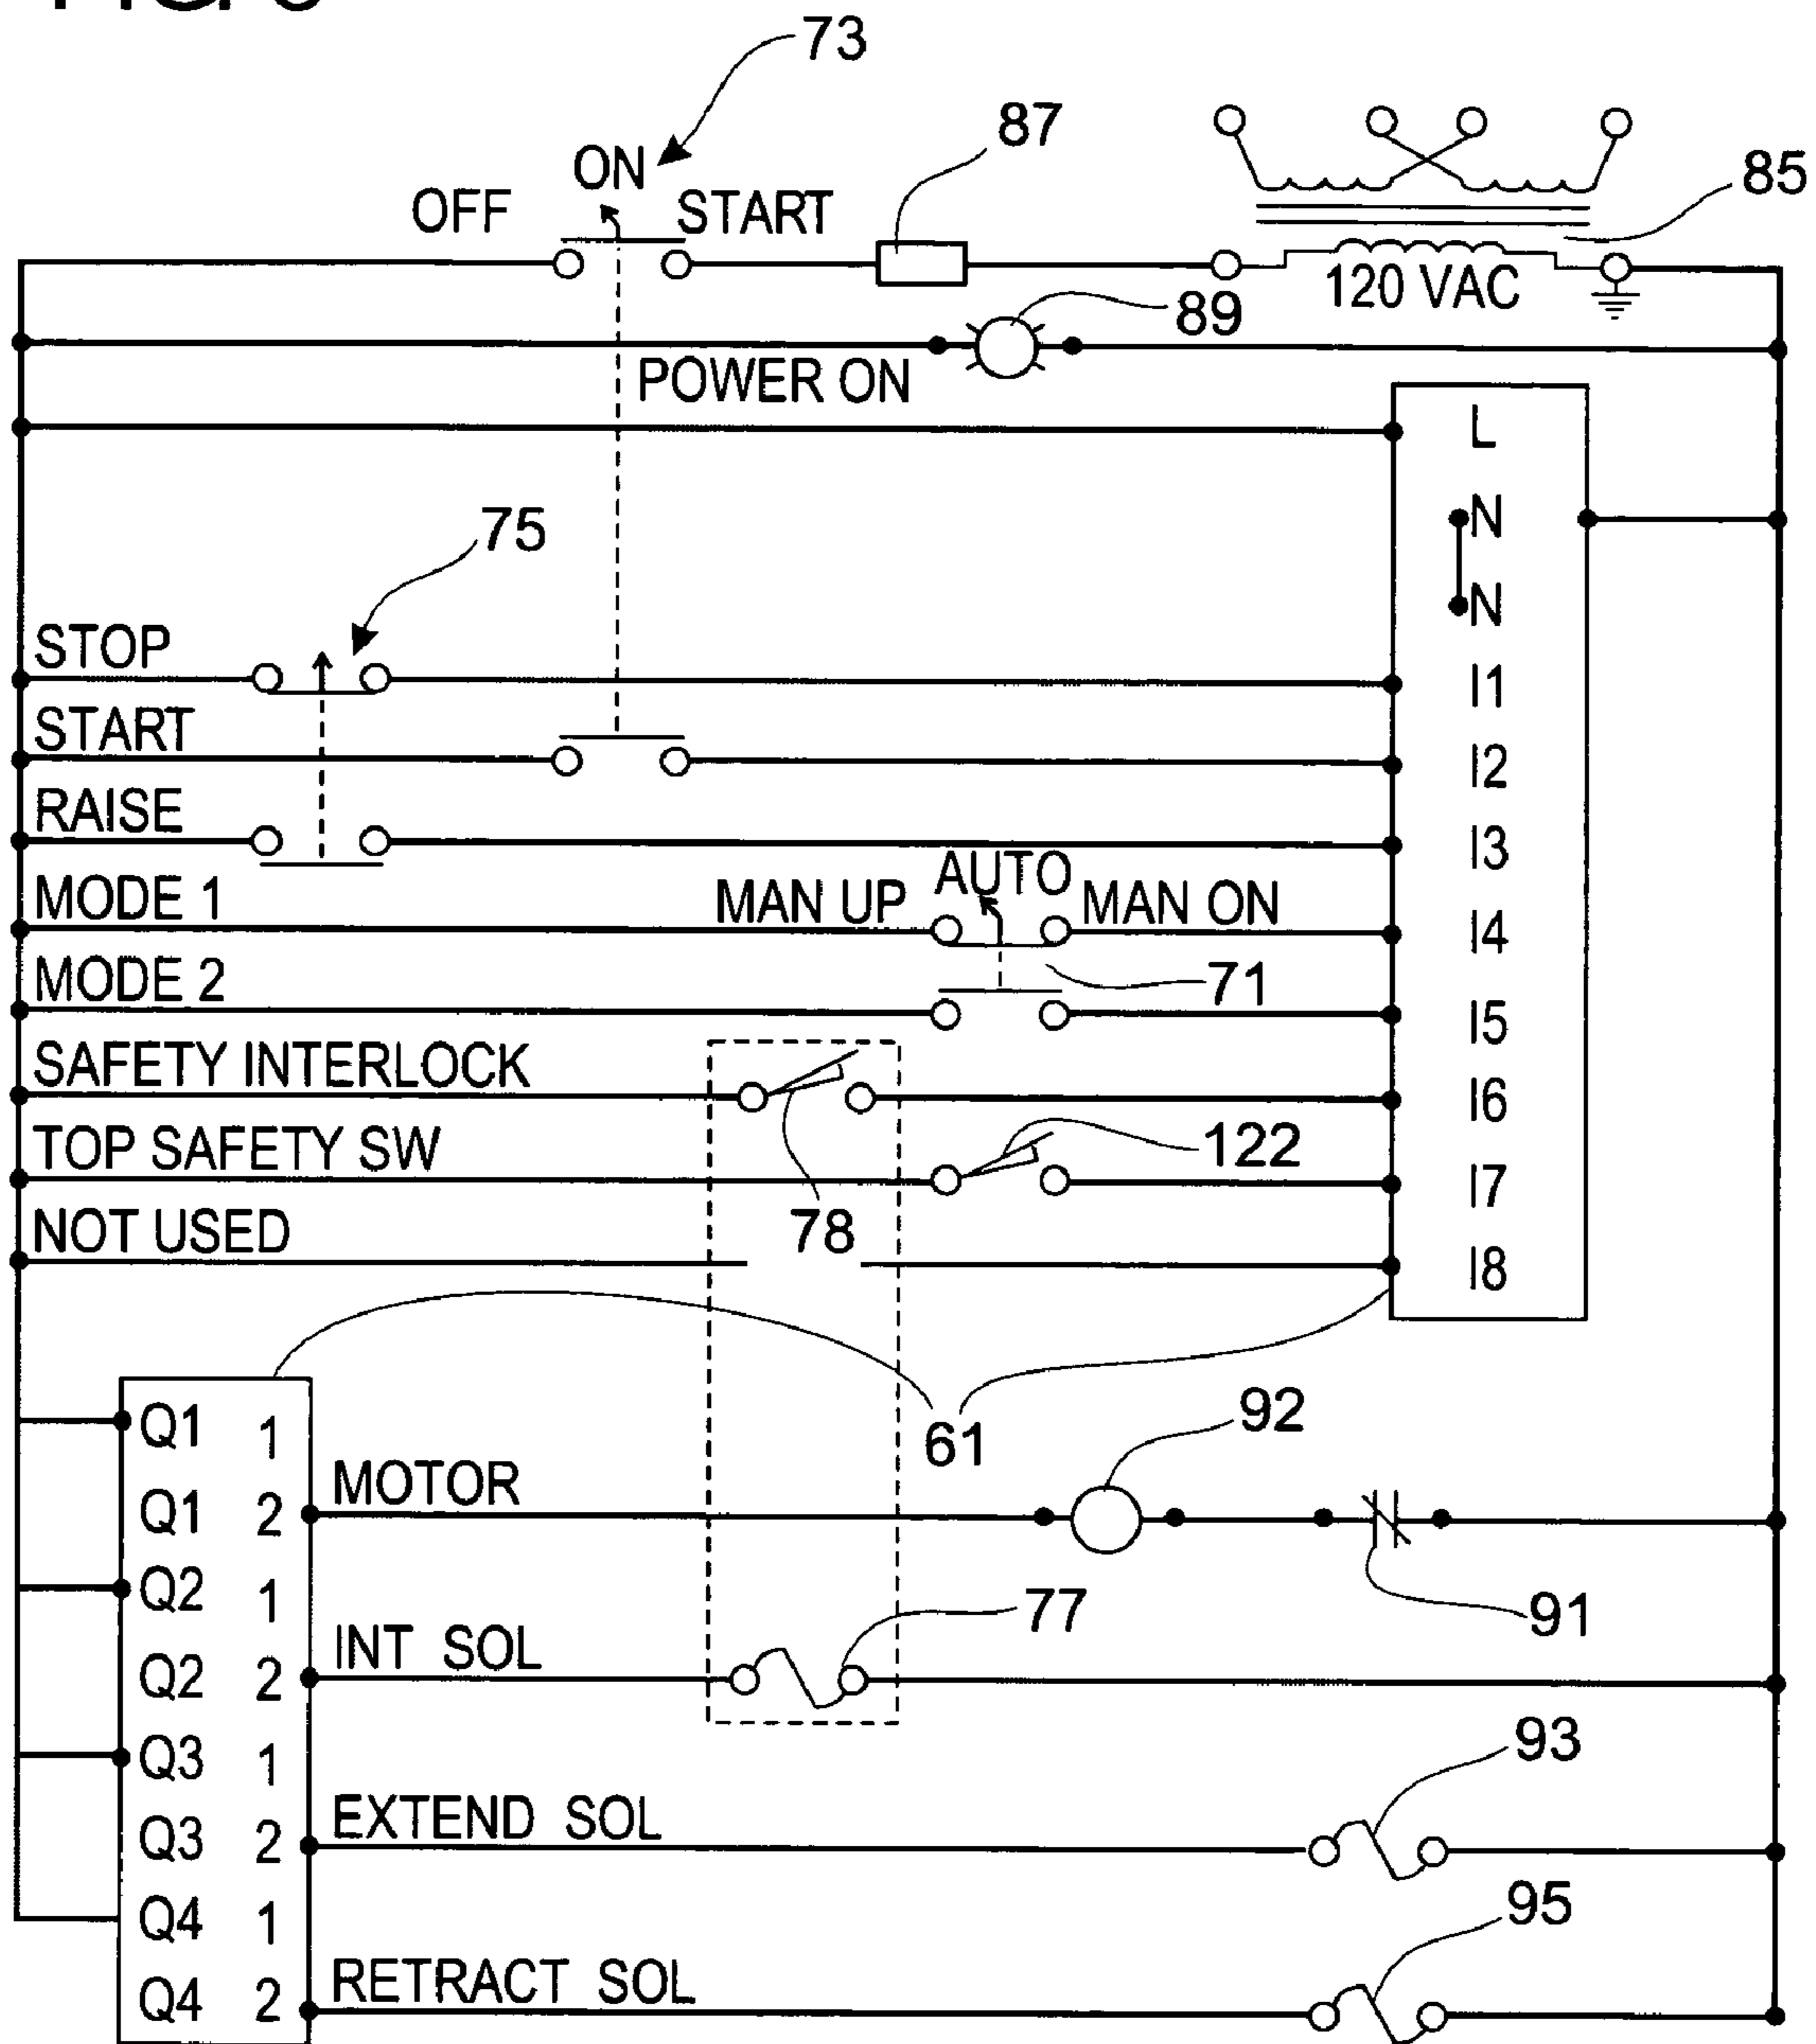 73
87
ON
85
OFF
START
120 VAC
89
POWER ON
L
N
75
N
STOP
I1
START
I2
RAISE
I3
AUTO
MODE 1
MAN UP
MAN ON
I4
MODE 2
71
I5
SAFETY INTERLOCK
I6
TOP SAFETY SW
122
I7
78
NOT USED
I8
92
Q1 1
61
MOTOR
Q1 2
77
Q2 1
91
INT SOL
Q2 2
93
Q3 1
EXTEND SOL
Q3 2
95
Q4 1
RETRACT SOL
Q4 2